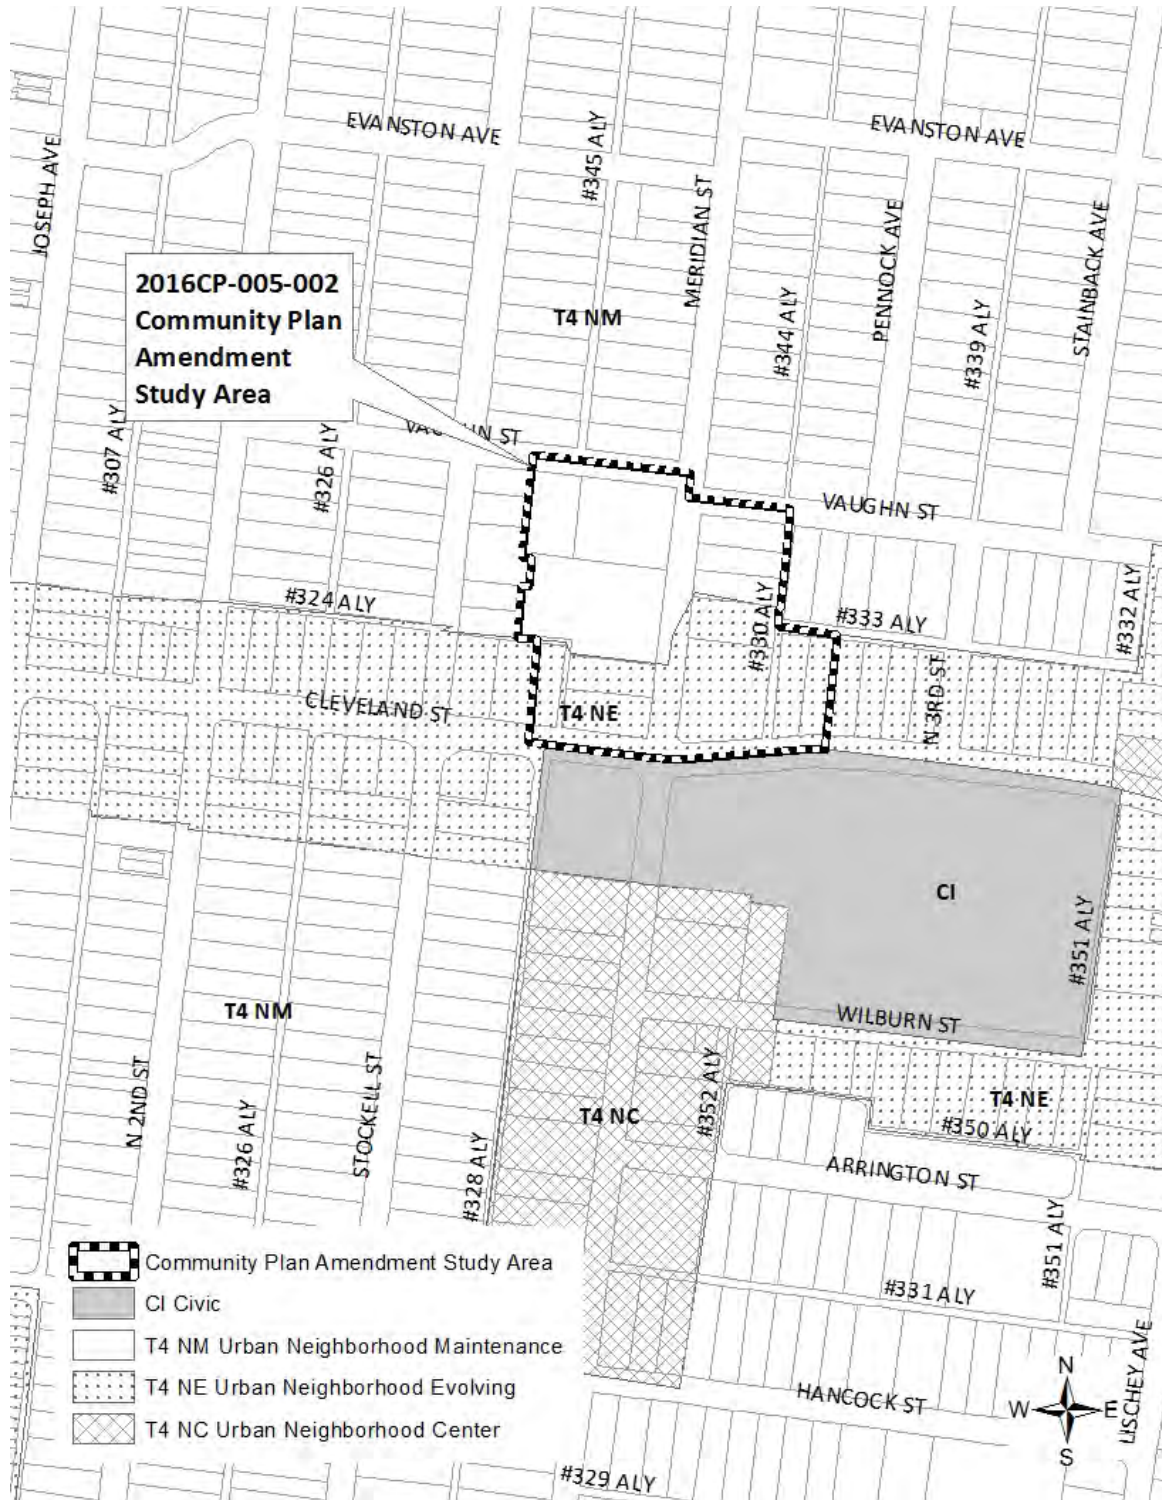 EVANSTON AVE
EVANSTON AVE
#345 ALY
JOSEPH AVE
MERIDIAN ST
PENNOCK AVE
STAINBACK AVE
2016CP-005-002
Community Plan
Amendment
Study Area
T4 NM
#344 ALY
#339 ALY
#307 ALY
#326 ALY
VAUGHN ST
#324 ALY
#330 ALY
#333 ALY
#332 ALY
CLEVELAND ST
T4 NE
N 3RD ST
CI
#351 ALY
T4 NM
WILBURN ST
N 2ND ST
#326 ALY
STOCKELL ST
#328 ALY
T4 NC
#352 ALY
T4 NE
#350 ALY
ARRINGTON ST
#351 ALY
#331 ALY
HANCOCK ST
LISCHEY AVE
#329 ALY
Community Plan Amendment Study Area
CI Civic
T4 NM Urban Neighborhood Maintenance
T4 NE Urban Neighborhood Evolving
T4 NC Urban Neighborhood Center
N
W
E
S